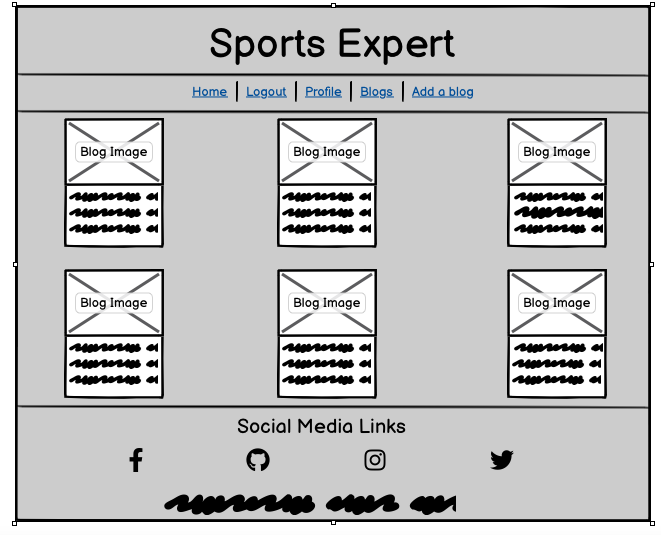 Sports Expert
Home Logout Profile Blogs Add a blog
Blog Image Blog Image Blog Image
Blog Image Blog Image Blog Image
Social Media Links